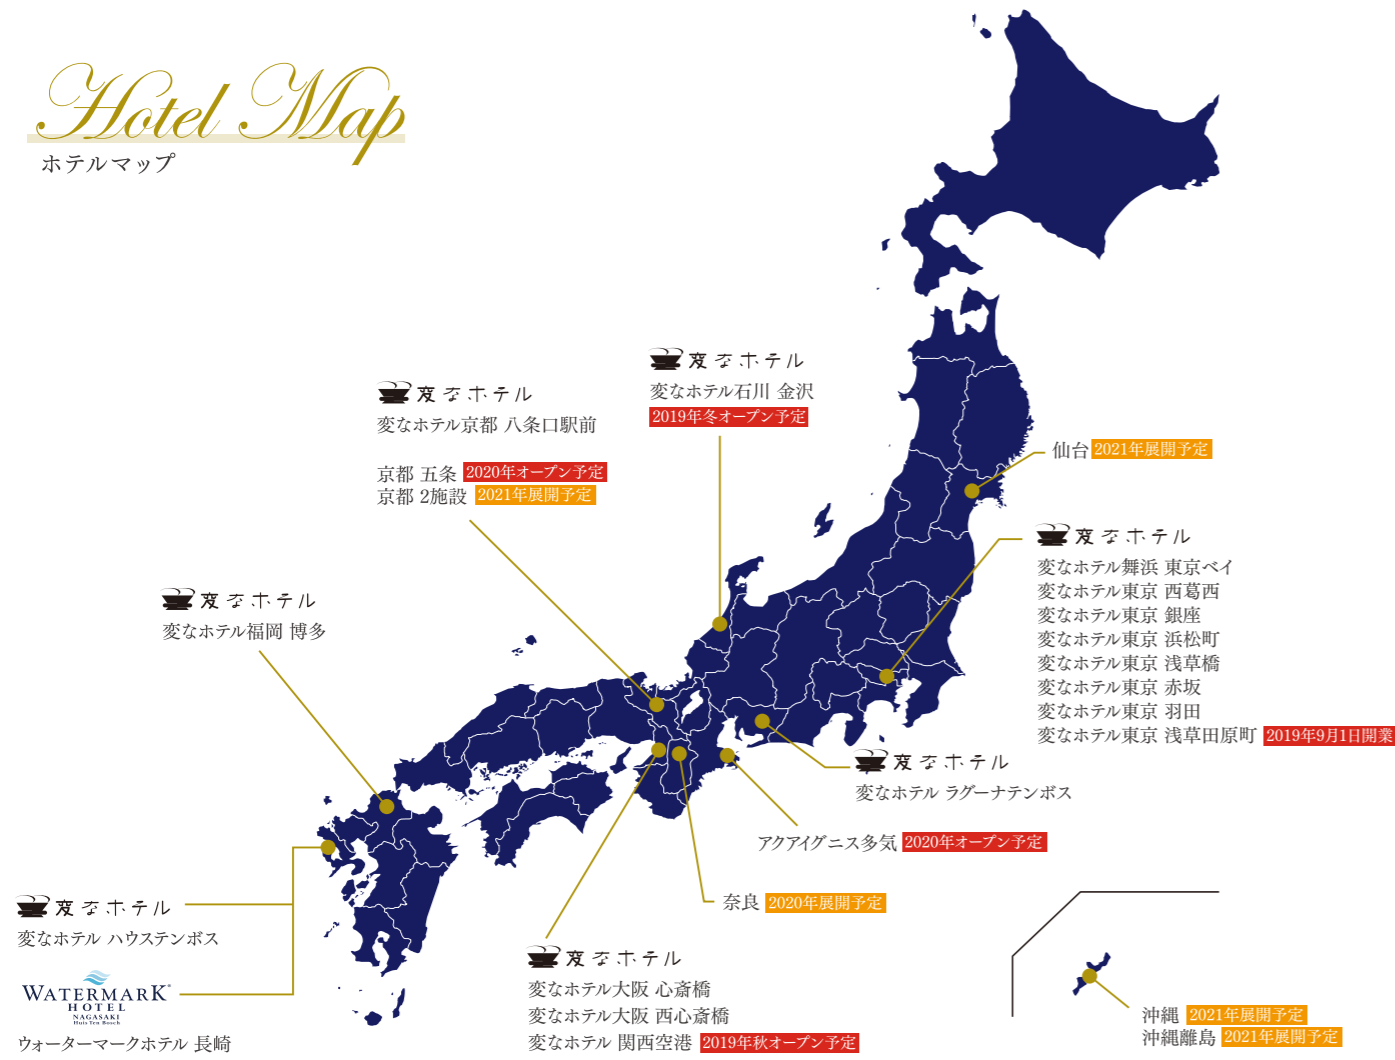 Hotel Map
ホテルマップ
変なホテル
変なホテル石川 金沢
2019年冬オープン予定
変なホテル
変なホテル京都 八条口駅前
京都 五条 2020年オープン予定
京都 2施設 2021年展開予定
仙台 2021年展開予定
変なホテル
変なホテル舞浜 東京ベイ
変なホテル東京 西葛西
変なホテル東京 銀座
変なホテル東京 浜松町
変なホテル東京 浅草橋
変なホテル東京 赤坂
変なホテル東京 羽田
変なホテル東京 浅草田原町 2019年9月1日開業
変なホテル
変なホテル福岡 博多
変なホテル
変なホテル ラグーナテンボス
アクアイグニス多気 2020年オープン予定
奈良 2020年展開予定
変なホテル
変なホテル ハウステンボス
WATERMARK®
HOTEL
NAGASAKI
Huis Ten Bosch
ウォーターマークホテル 長崎
変なホテル
変なホテル大阪 心斎橋
変なホテル大阪 西心斎橋
変なホテル 関西空港 2019年秋オープン予定
沖縄 2021年展開予定
沖縄離島 2021年展開予定